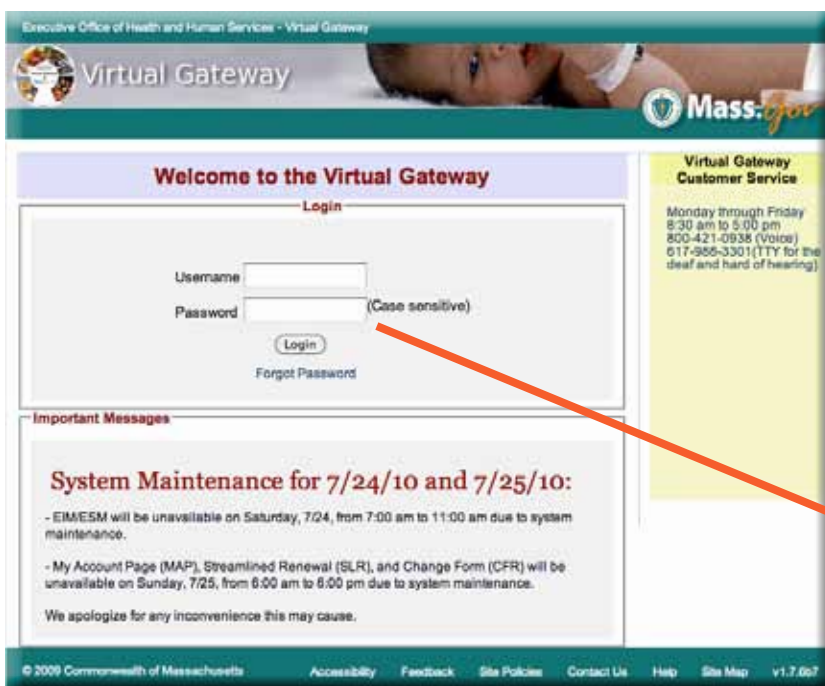 Executive Office of Health and Human Services - Virtual Gateway
Virtual Gateway
Mass.Gov
Welcome to the Virtual Gateway
Login
Username
Password (Case sensitive)
Login
Forgot Password
Virtual Gateway
Customer Service
Monday through Friday
8:30 am to 5:00 pm
800-421-0938 (Voice)
617-988-3301(TTY for the
deaf and hard of hearing)
Important Messages
System Maintenance for 7/24/10 and 7/25/10:
- EIM/ESM will be unavailable on Saturday, 7/24, from 7:00 am to 11:00 am due to system
maintenance.
- My Account Page (MAP), Streamlined Renewal (SLR), and Change Form (CFR) will be
unavailable on Sunday, 7/25, from 6:00 am to 6:00 pm due to system maintenance.
We apologize for any inconvenience this may cause.
© 2009 Commonwealth of Massachusetts Accessibility Feedback Site Policies Contact Us Help Site Map v1.7.0b7